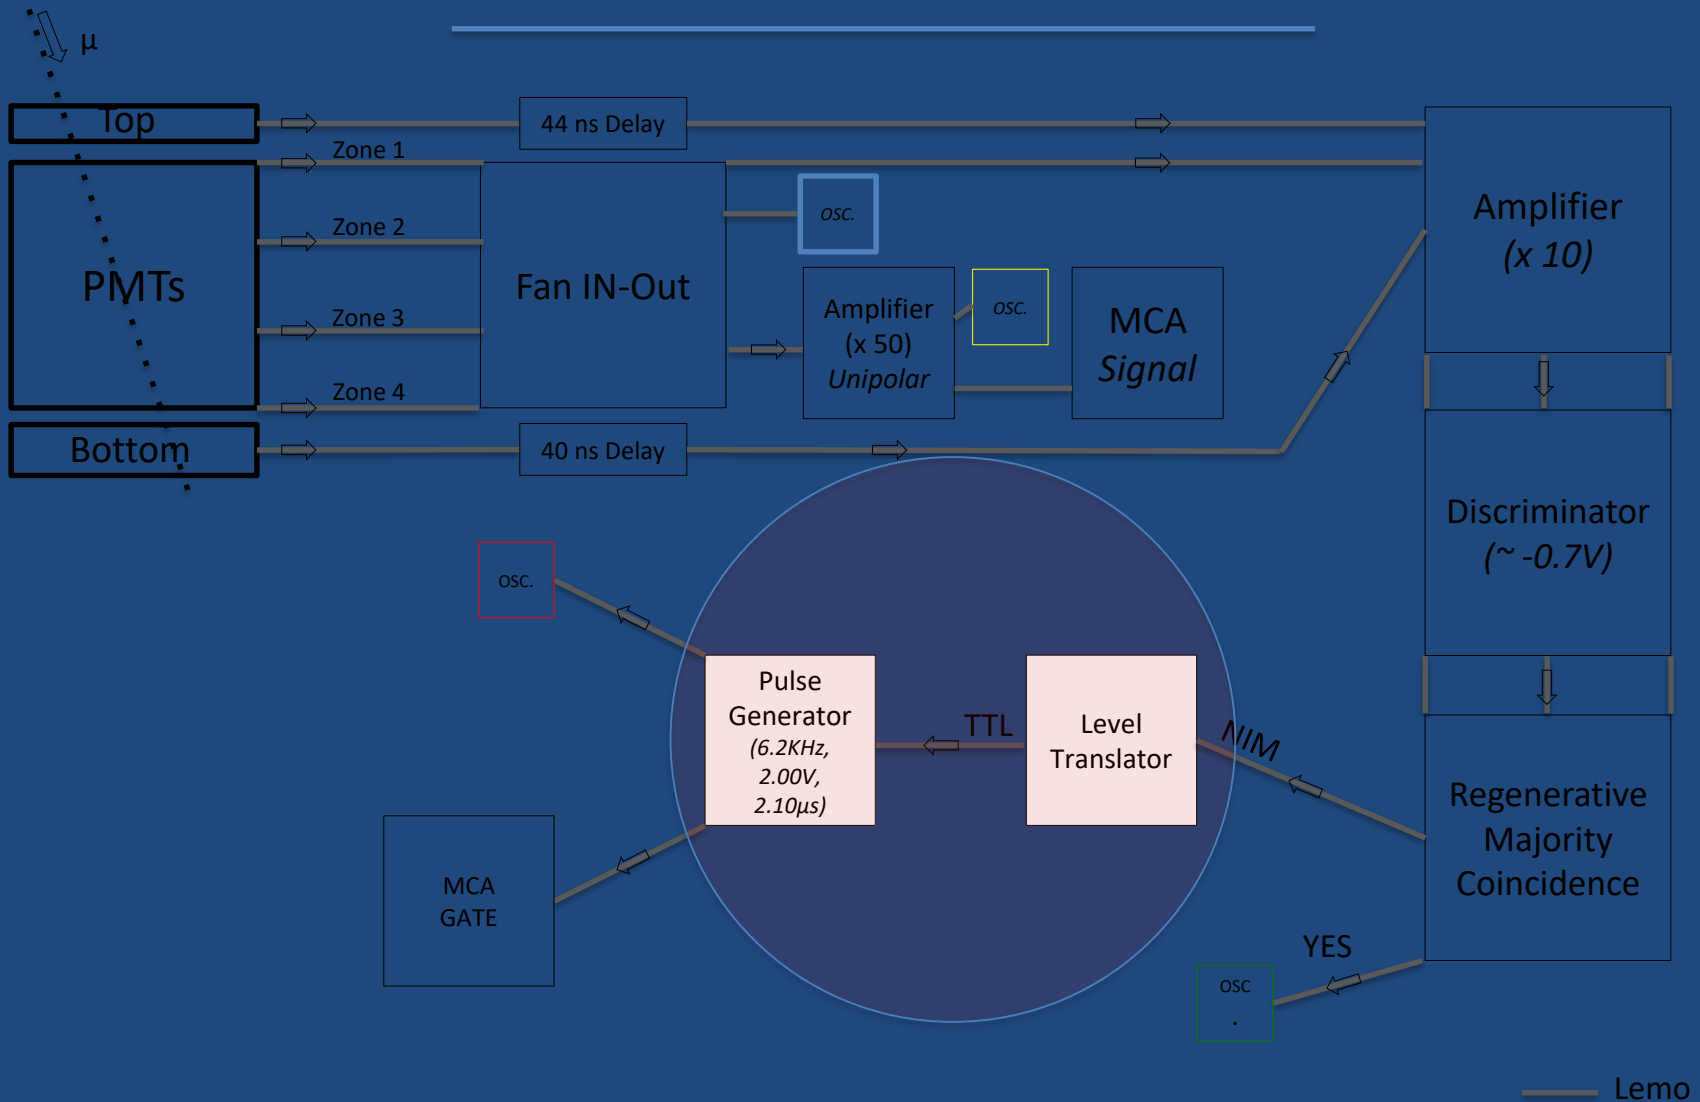 μ
Top
44 ns Delay
Zone 1
Zone 2
Zone 3
Zone 4
PMTs
Fan IN-Out
OSC.
Amplifier
(x 50)
Unipolar
OSC.
MCA
Signal
Amplifier
(x 10)
Bottom
40 ns Delay
Discriminator
(~ -0.7V)
OSC.
Pulse
Generator
(6.2KHz,
2.00V,
2.10μs)
TTL
Level
Translator
NIM
Regenerative
Majority
Coincidence
MCA
GATE
YES
OSC
.
Lemo